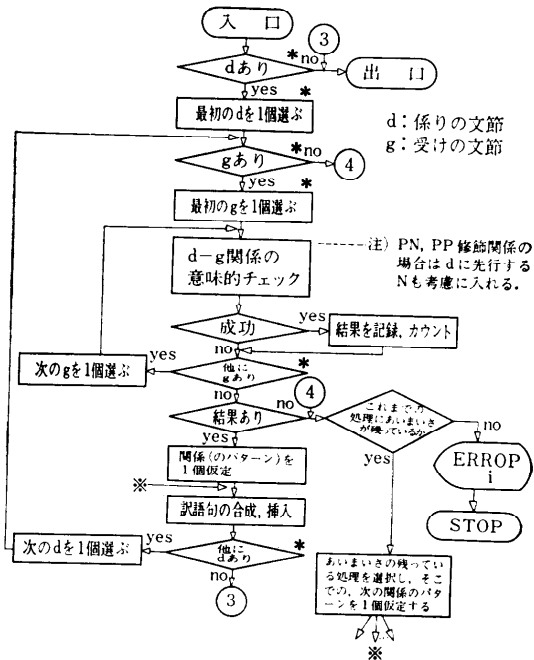 入 口
③
dあり
*
no
出 口
yes
*
最初のdを1個選ぶ
d：係りの文節
g：受けの文節
gあり
*
no
④
yes
*
最初のgを1個選ぶ
d-g関係の
意味的チェック
注) PN, PP修飾関係の
場合はdに先行する
Nも考慮に入れる．
成功
yes
結果を記録，カウント
no
他に
gあり
*
yes
次のgを1個選ぶ
no
結果あり
no
④
これまでの
処理にあいまいさ
が残っているか
no
ERROP
i
STOP
yes
yes
関係(のパターン)を
1個仮定
※
訳語句の合成，挿入
他に
dあり
*
yes
次のdを1個選ぶ
no
③
あいまいさの残ってい
る処理を選択し，そこ
での，次の関係のパタ
ーンを1個仮定する
...
※